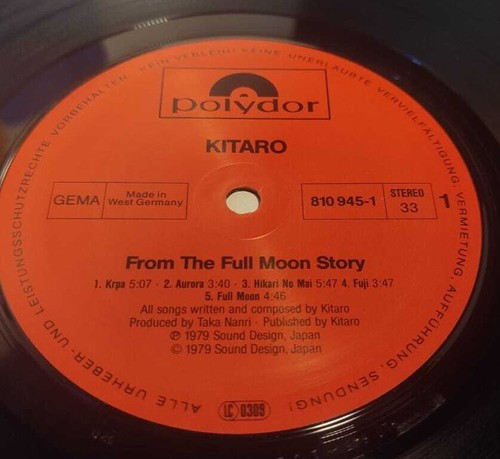 polydor
KITARO
GEMA
Made in
West Germany
810 945-1
STEREO
33
1
From The Full Moon Story
1. Krpa 5:07 · 2. Aurora 3:40 · 3. Hikari No Mai 5:47 4. Fuji 3:47
5. Full Moon 4:46
All songs written and composed by Kitaro
Produced by Taka Nanri · Published by Kitaro
℗ 1979 Sound Design, Japan
© 1979 Sound Design, Japan
LC 0309
ALLE URHEBER- UND LEISTUNGSSCHUTZRECHTE VORBEHALTEN · KEIN VERLEIH! KEINE UNERLAUBTE VERVIELFÄLTIGUNG, VERMIETUNG, AUFFÜHRUNG, SENDUNG!